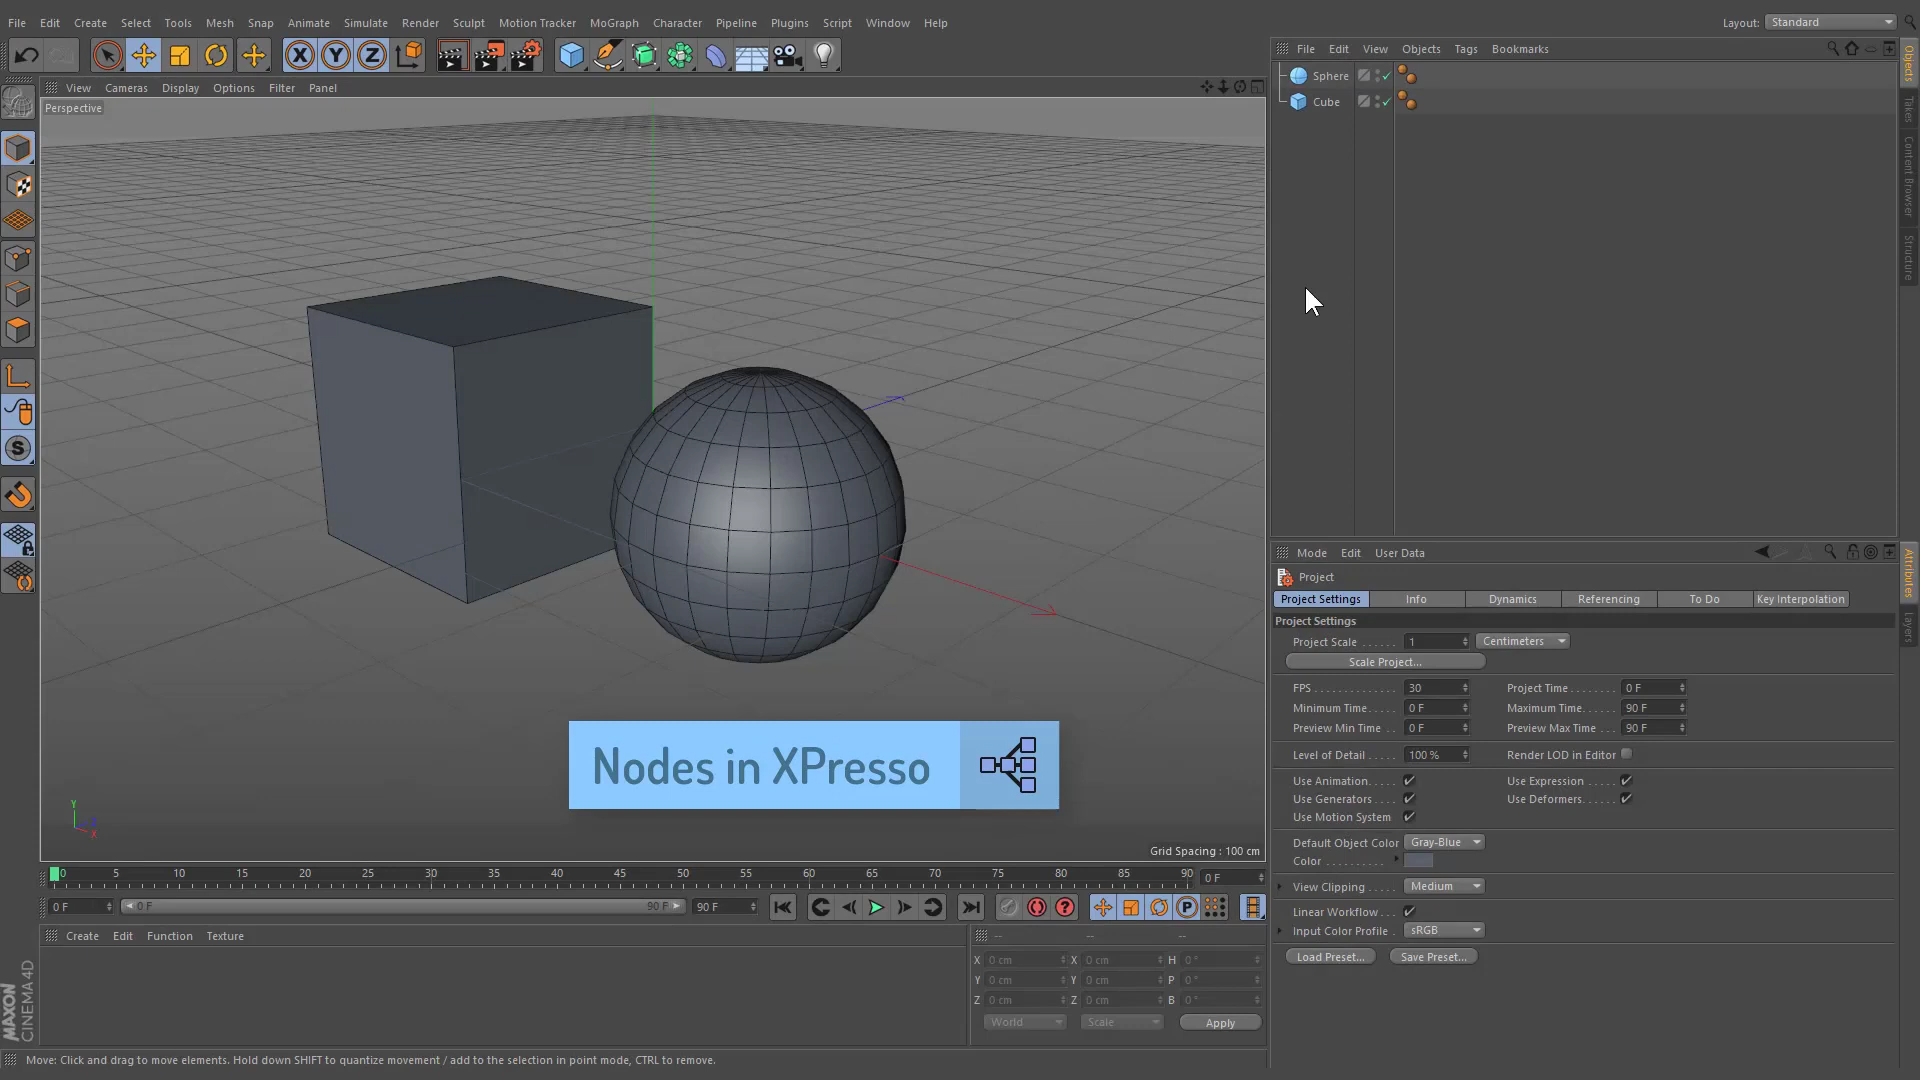 File Edit Create Select Tools Mesh Snap Animate Simulate Render Sculpt Motion Tracker MoGraph Character Pipeline Plugins Script Window Help
Layout: Standard
X Y Z
View Cameras Display Options Filter Panel
Perspective
File Edit View Objects Tags Bookmarks
Sphere
Cube
Objects
Takes
Content Browser
Structure
S
Nodes in XPresso
Y
Z
X
Grid Spacing : 100 cm
0 5 10 15 20 25 30 35 40 45 50 55 60 65 70 75 80 85 90
0 F
0 F 0 F 90 F 90 F
P
Create Edit Function Texture
-- -- --
X 0 cm X 0 cm H 0 °
Y 0 cm Y 0 cm P 0 °
Z 0 cm Z 0 cm B 0 °
World Scale Apply
Mode Edit User Data
Project
Project Settings Info Dynamics Referencing To Do Key Interpolation
Project Settings
Project Scale . . . . . . 1 Centimeters
Scale Project...
FPS . . . . . . . . . . . . . . 30 Project Time . . . . . . . . 0 F
Minimum Time. . . . . 0 F Maximum Time. . . . . 90 F
Preview Min Time . . 0 F Preview Max Time . . . 90 F
Level of Detail . . . . . 100 % Render LOD in Editor
Use Animation. . . . . Use Expression . . . . . .
Use Generators . . . . Use Deformers. . . . . .
Use Motion System
Default Object Color Gray-Blue
Color . . . . . . . . . .
View Clipping . . . . . Medium
Linear Workflow . . .
Input Color Profile . sRGB
Load Preset... Save Preset...
Attributes
Layers
MAXON
CINEMA 4D
Move: Click and drag to move elements. Hold down SHIFT to quantize movement / add to the selection in point mode, CTRL to remove.